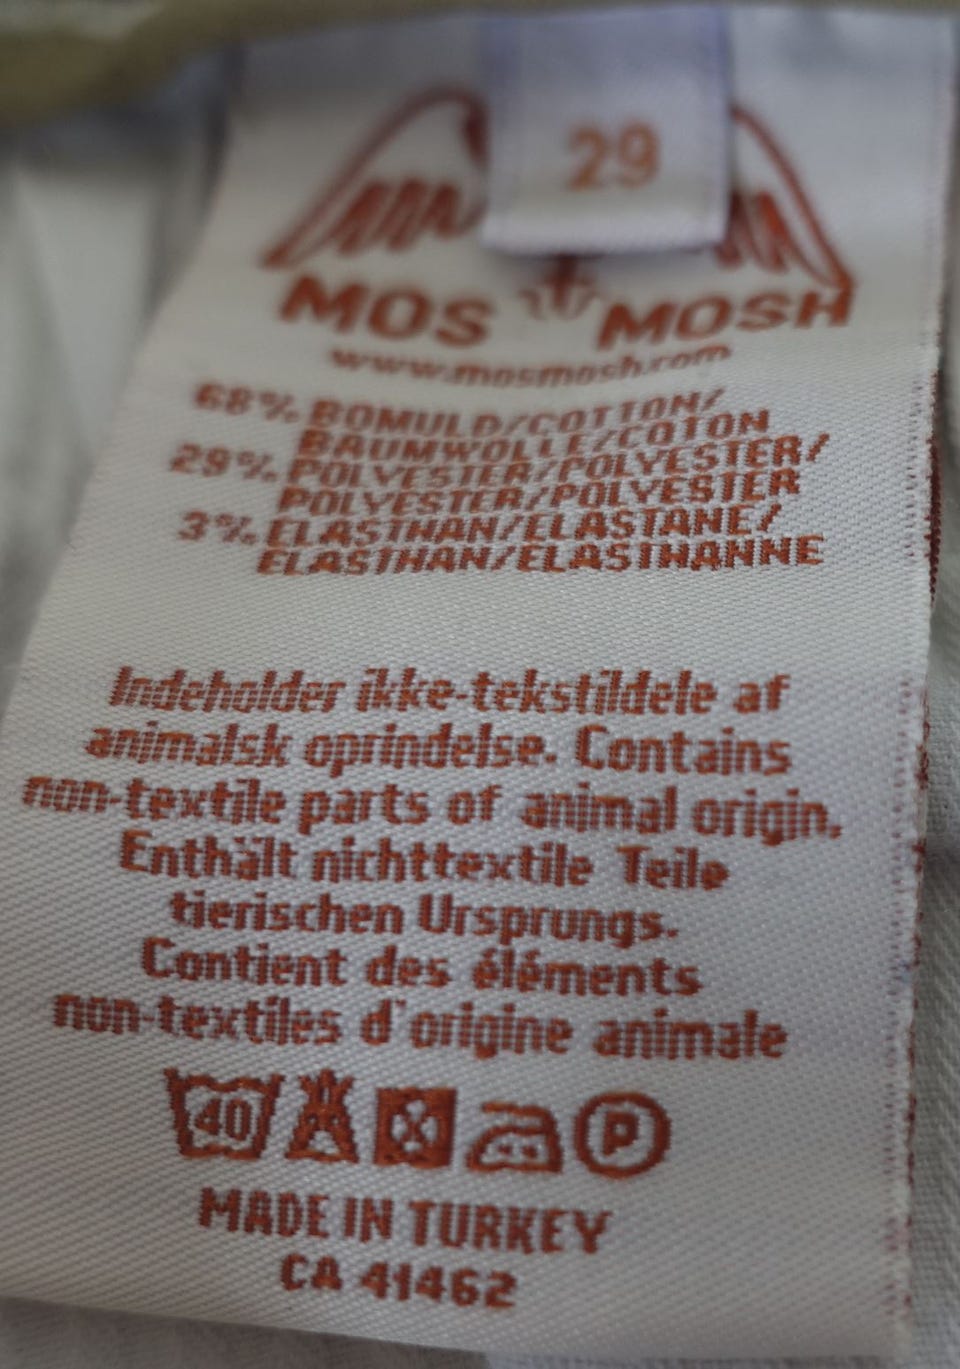 29
MOS MOSH
www.mosmosh.com
68% BOMULD/COTTON/
BAUMWOLLE/COTON
29% POLYESTER/POLYESTER/
POLYESTER/POLYESTER
3% ELASTHAN/ELASTANE/
ELASTHAN/ELASTHANNE
Indeholder ikke-tekstildele af
animalsk oprindelse. Contains
non-textile parts of animal origin.
Enthält nichttextile Teile
tierischen Ursprungs.
Contient des éléments
non-textiles d'origine animale
40 P
MADE IN TURKEY
CA 41462